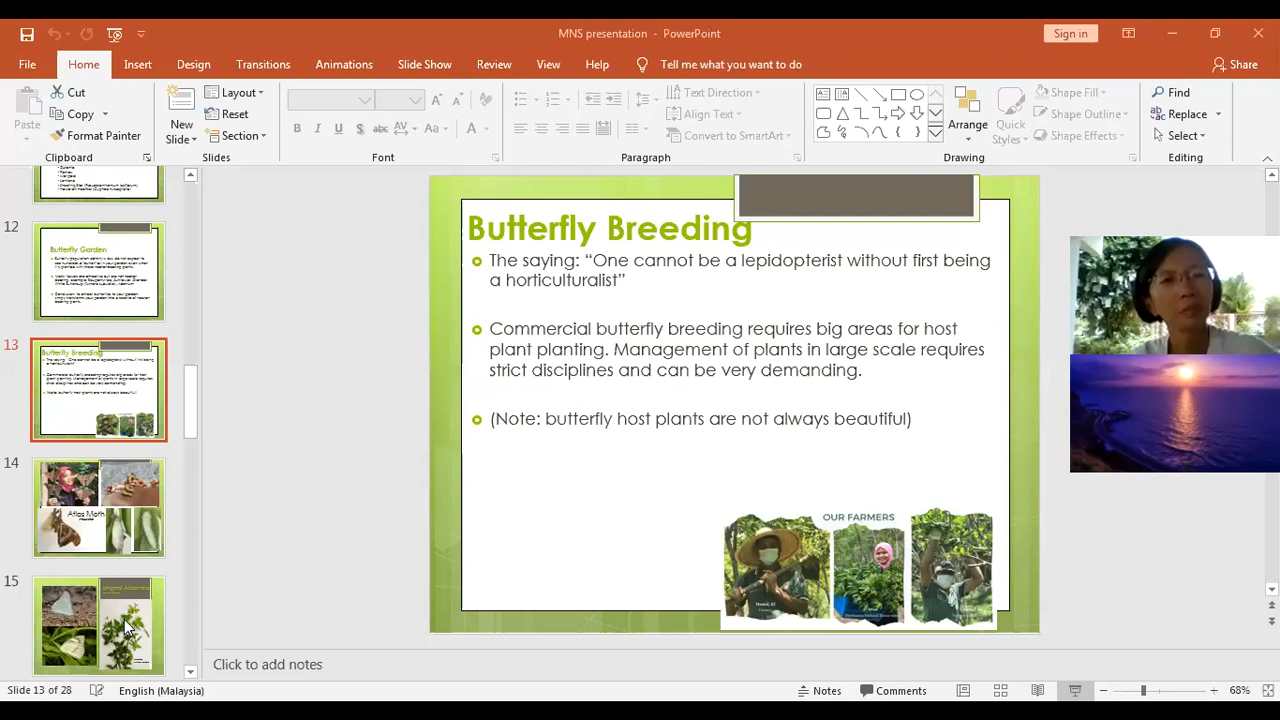 MNS presentation - PowerPoint
Sign in
File Home Insert Design Transitions Animations Slide Show Review View Help Tell me what you want to do Share
Paste
Cut
Copy
Format Painter
Clipboard
New Slide
Layout
Reset
Section
Slides
Font
Text Direction
Align Text
Convert to SmartArt
Paragraph
Arrange
Quick Styles
Shape Fill
Shape Outline
Shape Effects
Drawing
Find
Replace
Select
Editing
12
Butterfly Garden
13
Butterfly Breeding
14
Atlas Moth
15
Butterfly Breeding
The saying: “One cannot be a lepidopterist without first being
a horticulturalist”
Commercial butterfly breeding requires big areas for host
plant planting. Management of plants in large scale requires
strict disciplines and can be very demanding.
(Note: butterfly host plants are not always beautiful)
OUR FARMERS
Click to add notes
Slide 13 of 28 English (Malaysia) Notes Comments 68%